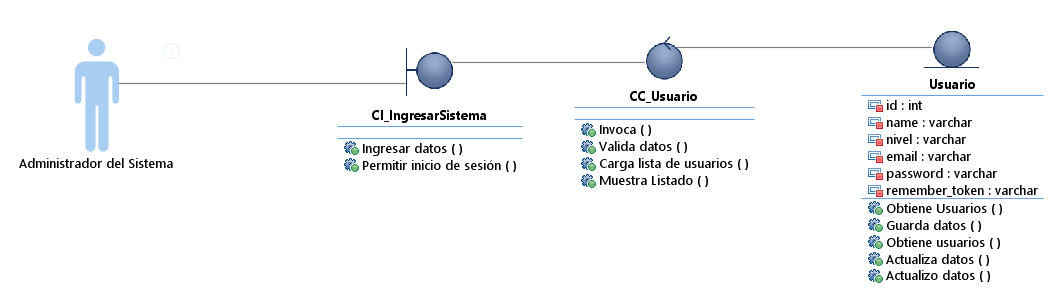 Administrador del Sistema
CI_IngresarSistema
Ingresar datos ( )
Permitir inicio de sesión ( )
CC_Usuario
Invoca ( )
Valida datos ( )
Carga lista de usuarios ( )
Muestra Listado ( )
Usuario
id : int
name : varchar
nivel : varchar
email : varchar
password : varchar
remember_token : varchar
Obtiene Usuarios ( )
Guarda datos ( )
Obtiene usuarios ( )
Actualiza datos ( )
Actualizo datos ( )